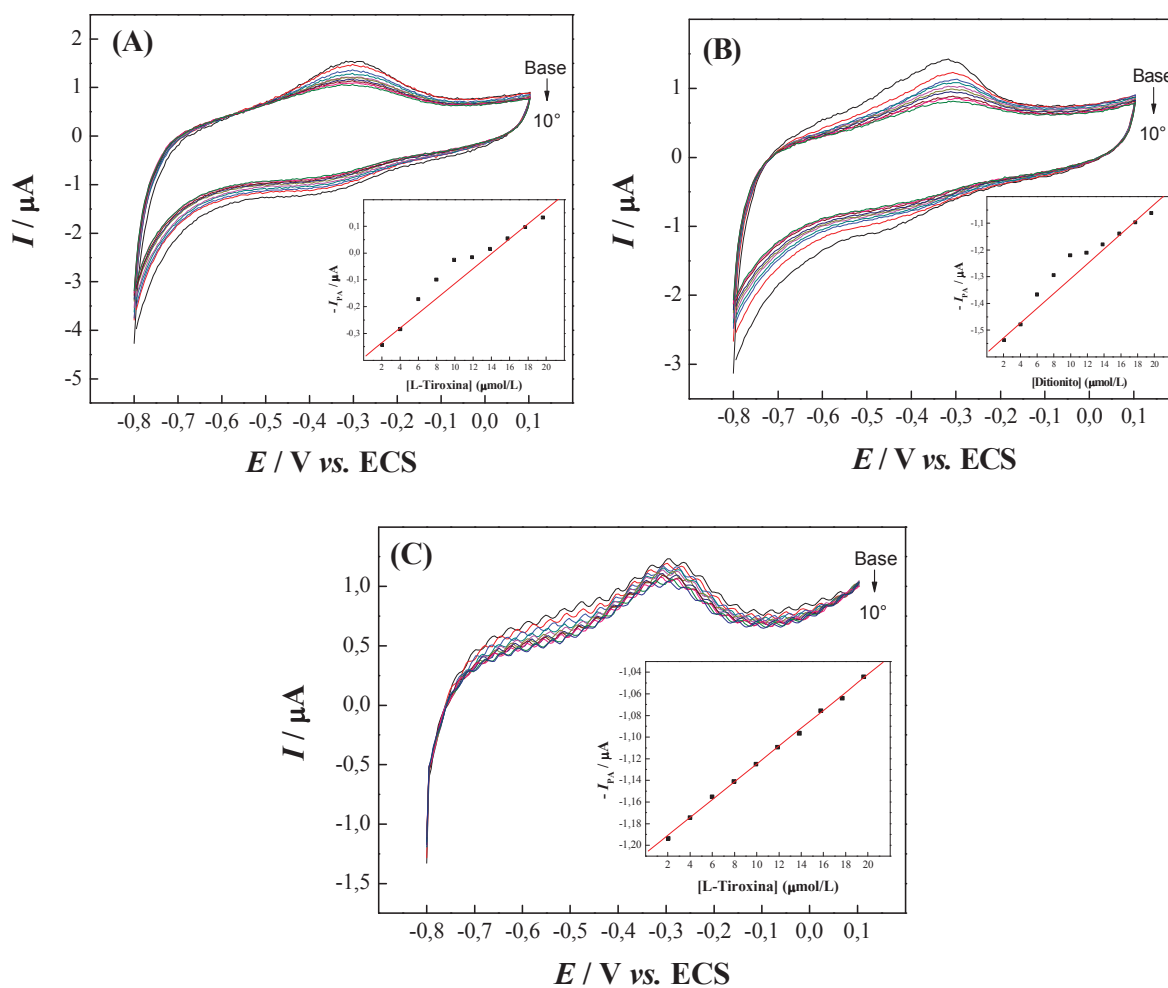 (A)
Base
10°
2
1
0
-1
-2
-3
-4
-5
I / µA
-0,8 -0,7 -0,6 -0,5 -0,4 -0,3 -0,2 -0,1 0,0 0,1
E / V vs. ECS
0,1
0,0
-0,1
-0,2
-0,3
- I PA / µA
2 4 6 8 10 12 14 16 18 20
[L-Tiroxina] (µmol/L)
(B)
Base
10°
1
0
-1
-2
-3
I / µA
-0,8 -0,7 -0,6 -0,5 -0,4 -0,3 -0,2 -0,1 0,0 0,1
E / V vs. ECS
-1,1
-1,2
-1,3
-1,4
-1,5
- I PA / µA
2 4 6 8 10 12 14 16 18 20
[Ditionito] (µmol/L)
(C)
Base
10°
1,0
0,5
0,0
-0,5
-1,0
-1,5
I / µA
-0,8 -0,7 -0,6 -0,5 -0,4 -0,3 -0,2 -0,1 0,0 0,1
E / V vs. ECS
-1,04
-1,06
-1,08
-1,10
-1,12
-1,14
-1,16
-1,18
-1,20
- I PA / µA
2 4 6 8 10 12 14 16 18 20
[L-Tiroxina] (µmol/L)